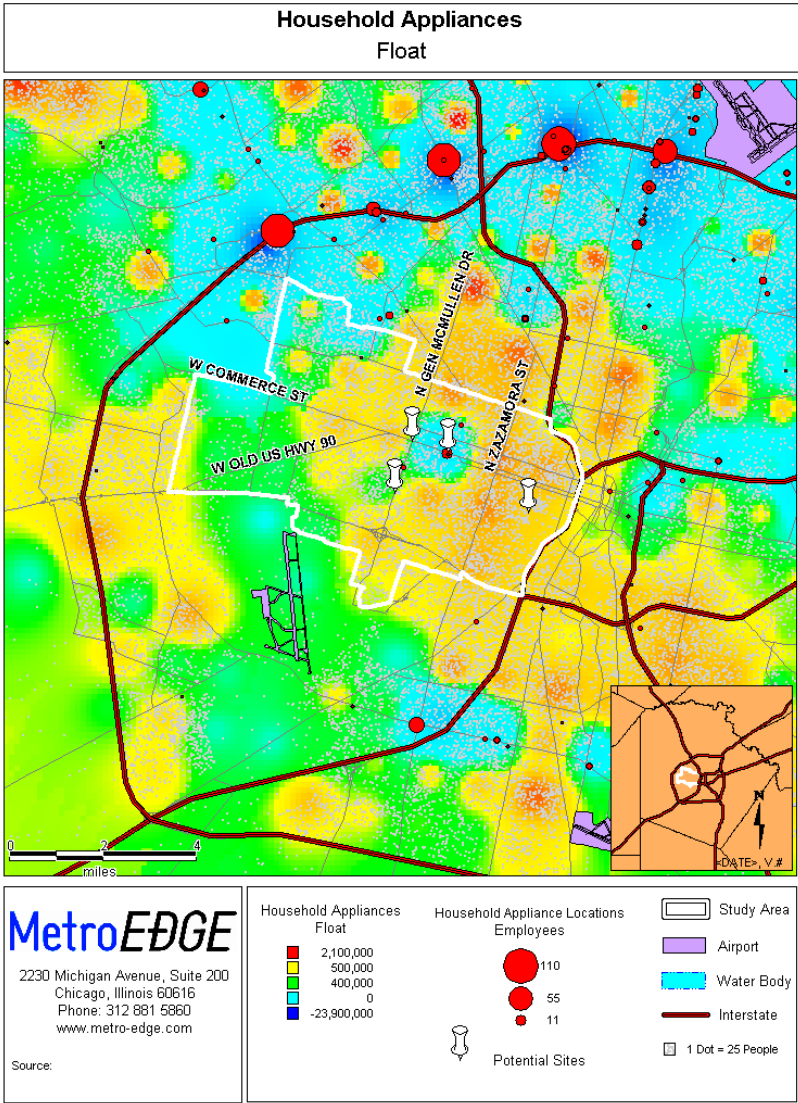 Household Appliances
Float
N GEN MCMULLEN DR
W COMMERCE ST
N ZAZAMORA ST
W OLD US HWY 90
0 2 4
miles
N
<DATE>, V.#
MetroEDGE
2230 Michigan Avenue, Suite 200
Chicago, Illinois 60616
Phone: 312 881 5860
www.metro-edge.com
Source:
Household Appliances
Float
2,100,000
500,000
400,000
0
-23,900,000
Household Appliance Locations
Employees
110
55
11
Potential Sites
Study Area
Airport
Water Body
Interstate
1 Dot = 25 People